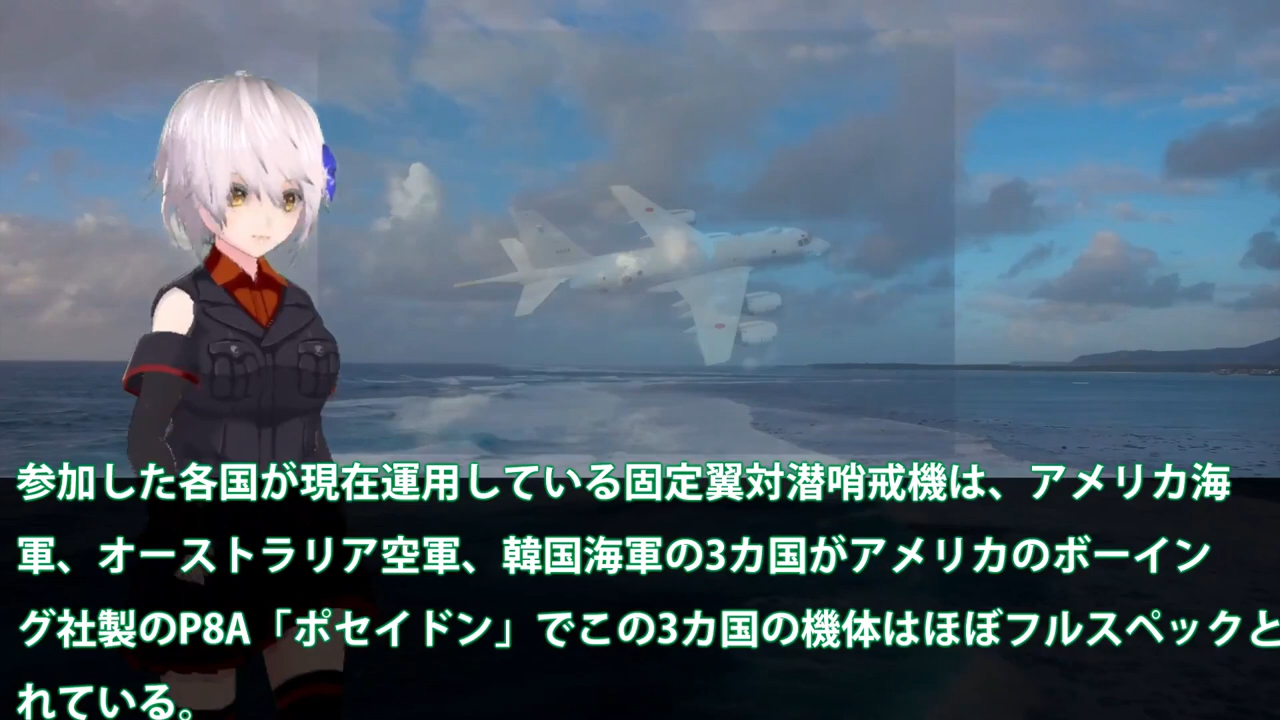 参加した各国が現在運用している固定翼対潜哨戒機は、アメリカ海
軍、オーストラリア空軍、韓国海軍の3カ国がアメリカのボーイン
グ社製のP8A「ポセイドン」でこの3カ国の機体はほぼフルスペックと
れている。